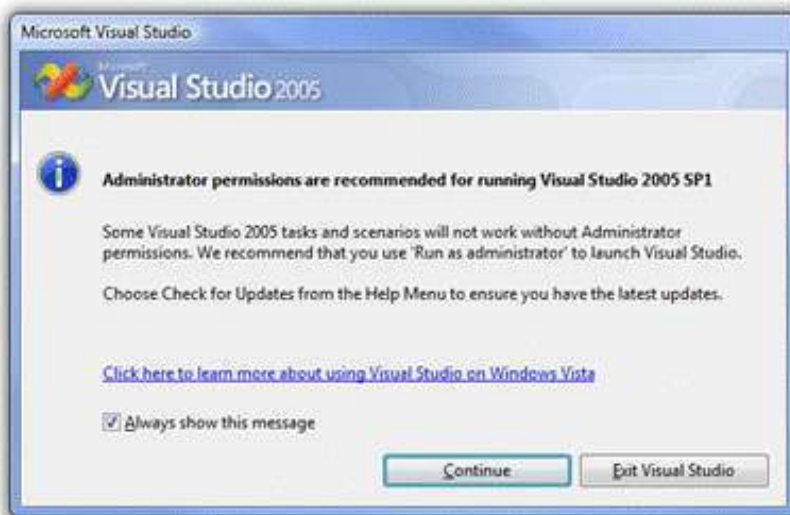 Microsoft Visual Studio
Microsoft
Visual Studio 2005
Administrator permissions are recommended for running Visual Studio 2005 SP1
Some Visual Studio 2005 tasks and scenarios will not work without Administrator
permissions. We recommend that you use 'Run as administrator' to launch Visual Studio.
Choose Check for Updates from the Help Menu to ensure you have the latest updates.
Click here to learn more about using Visual Studio on Windows Vista
Always show this message
Continue
Exit Visual Studio